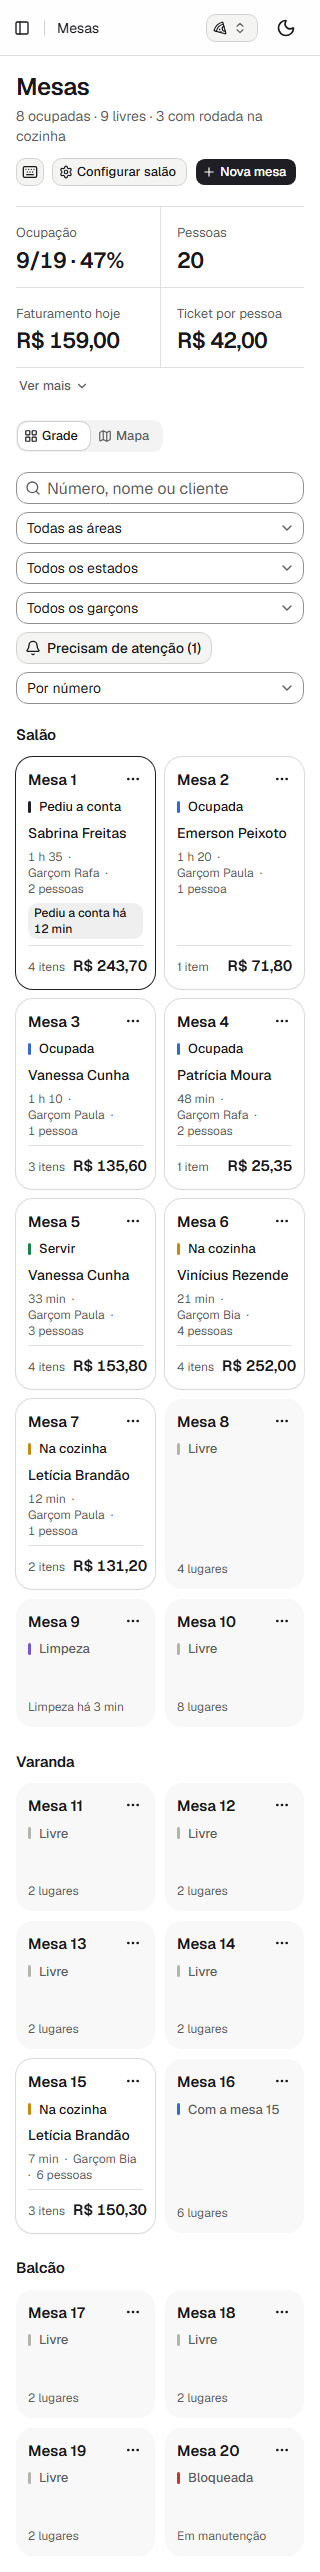 Mesas
Mesas
8 ocupadas · 9 livres · 3 com rodada na
cozinha
Configurar salão
Nova mesa
Ocupação
9/19 · 47%
Pessoas
20
Faturamento hoje
R$ 159,00
Ticket por pessoa
R$ 42,00
Ver mais
Grade
Mapa
Número, nome ou cliente
Todas as áreas
Todos os estados
Todos os garçons
Precisam de atenção (1)
Por número
Salão
Mesa 1
Pediu a conta
Sabrina Freitas
1 h 35 ·
Garçom Rafa ·
2 pessoas
Pediu a conta há
12 min
4 itens R$ 243,70
Mesa 2
Ocupada
Emerson Peixoto
1 h 20 ·
Garçom Paula ·
1 pessoa
1 item R$ 71,80
Mesa 3
Ocupada
Vanessa Cunha
1 h 10 ·
Garçom Paula ·
1 pessoa
3 itens R$ 135,60
Mesa 4
Ocupada
Patrícia Moura
48 min ·
Garçom Rafa ·
2 pessoas
1 item R$ 25,35
Mesa 5
Servir
Vanessa Cunha
33 min ·
Garçom Paula ·
3 pessoas
4 itens R$ 153,80
Mesa 6
Na cozinha
Vinícius Rezende
21 min ·
Garçom Bia ·
4 pessoas
4 itens R$ 252,00
Mesa 7
Na cozinha
Letícia Brandão
12 min ·
Garçom Paula ·
1 pessoa
2 itens R$ 131,20
Mesa 8
Livre
4 lugares
Mesa 9
Limpeza
Limpeza há 3 min
Mesa 10
Livre
8 lugares
Varanda
Mesa 11
Livre
2 lugares
Mesa 12
Livre
2 lugares
Mesa 13
Livre
2 lugares
Mesa 14
Livre
2 lugares
Mesa 15
Na cozinha
Letícia Brandão
7 min · Garçom Bia
· 6 pessoas
3 itens R$ 150,30
Mesa 16
Com a mesa 15
6 lugares
Balcão
Mesa 17
Livre
2 lugares
Mesa 18
Livre
2 lugares
Mesa 19
Livre
2 lugares
Mesa 20
Bloqueada
Em manutenção